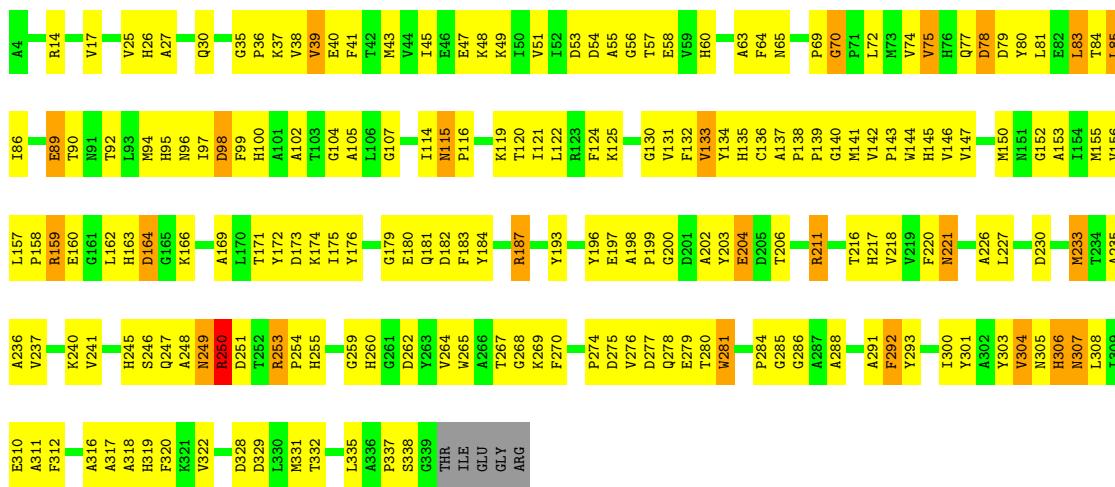 A4 R14 V17 V25 H26 A27 Q30 G35 P36 K37 V38 V39 E40 F41 T42 M43 V44 I45 E46 E47 K48 K49 I50 V51 I52 D53 D54 A55 G56 T57 E58 V59 H60 A63 F64 N65 P69 G70 P71 L72 M73 V74 V75 H76 Q77 D78 D79 Y80 L81 E82 L83 T84 L85
I86 E89 T90 N91 T92 L93 M94 H95 N96 I97 D98 F99 H100 A101 A102 T103 G104 A105 L106 G107 I114 N115 P116 K119 T120 I121 L122 R123 F124 K125 G130 V131 F132 V133 Y134 H135 C136 A137 P138 P139 G140 M141 V142 P143 W144 H145 V146 V147 M150 N151 G152 A153 I154 M155 V156
L157 P158 R159 E160 G161 L162 H163 D164 G165 K166 A169 L170 T171 Y172 D173 K174 I175 Y176 G179 E180 Q181 D182 F183 Y184 R187 Y193 Y196 E197 A198 P199 G200 D201 A202 Y203 E204 D205 T206 R211 T216 H217 V218 V219 F220 N221 A226 L227 D230 M233 T234 A235
A236 V237 K240 V241 H245 S246 Q247 A248 N249 R250 D251 T252 R253 P254 H255 G259 H260 G261 D262 Y263 V264 W265 A266 T267 G268 K269 F270 P274 D275 V276 D277 Q278 E279 T280 W281 P284 G285 G286 A287 A288 A291 F292 Y293 I300 Y301 A302 Y303 V304 N305 H306 N307 L308 I309
E310 A311 F312 A316 A317 A318 H319 F320 K321 V322 D328 D329 L330 M331 T332 L335 A336 P337 S338 G339 THR ILE GLU GLY ARG